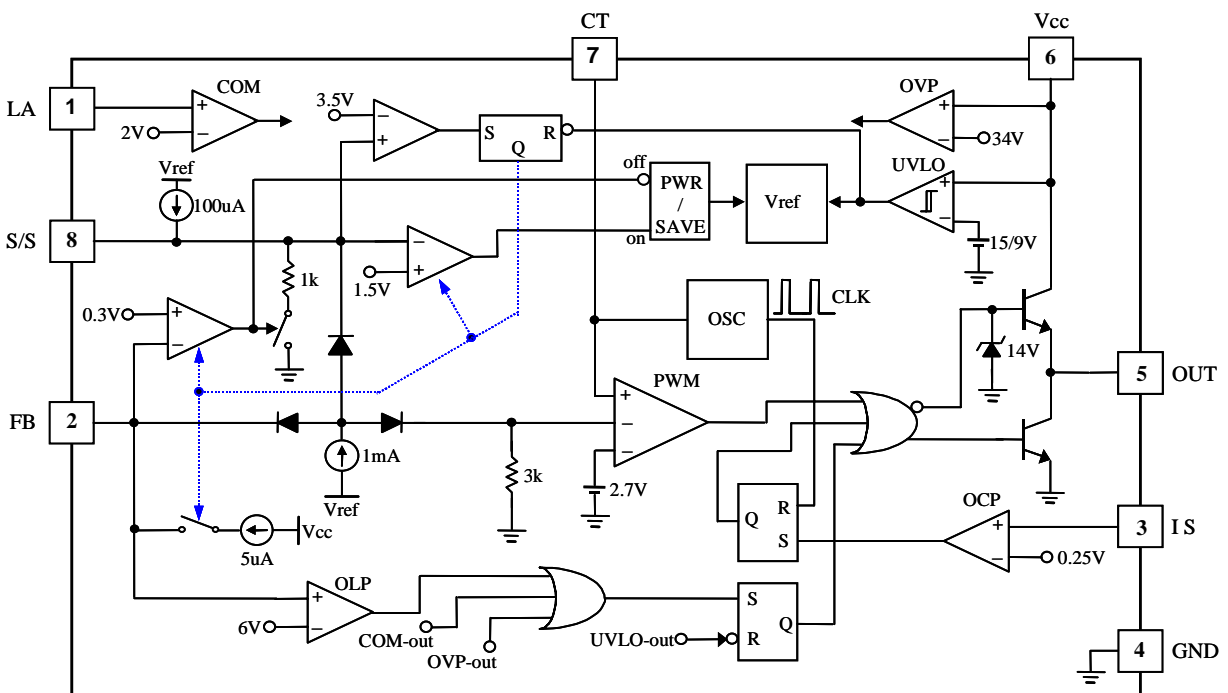 CT
Vcc
7
6
LA
1
COM
+
−
2V
3.5V
−
+
S
R
Q
OVP
+
−
34V
Vref
100uA
off
PWR
/
SAVE
on
Vref
UVLO
+
−
15/9V
S/S
8
1k
−
+
1.5V
0.3V
+
−
OSC
CLK
14V
5
OUT
PWM
+
−
−
FB
2
1mA
Vref
3k
2.7V
Vcc
5uA
Q
R
S
OCP
+
−
0.25V
3
I S
OLP
+
−
6V
COM-out
OVP-out
UVLO-out
S
R
Q
4
GND